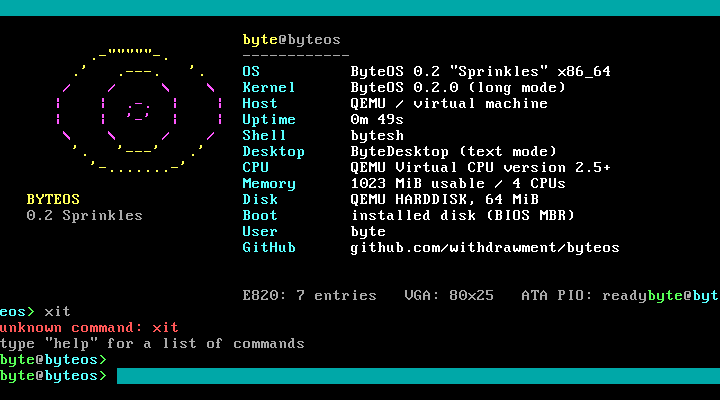 byte@byteos
------------
OS ByteOS 0.2 "Sprinkles" x86_64
Kernel ByteOS 0.2.0 (long mode)
Host QEMU / virtual machine
Uptime 0m 49s
Shell bytesh
Desktop ByteDesktop (text mode)
CPU QEMU Virtual CPU version 2.5+
Memory 1023 MiB usable / 4 CPUs
BYTEOS Disk QEMU HARDDISK, 64 MiB
0.2 Sprinkles Boot installed disk (BIOS MBR)
User byte
GitHub github.com/withdrawment/byteos
E820: 7 entries VGA: 80x25 ATA PIO: readybyte@byt
eos> xit
unknown command: xit
type "help" for a list of commands
byte@byteos>
byte@byteos>